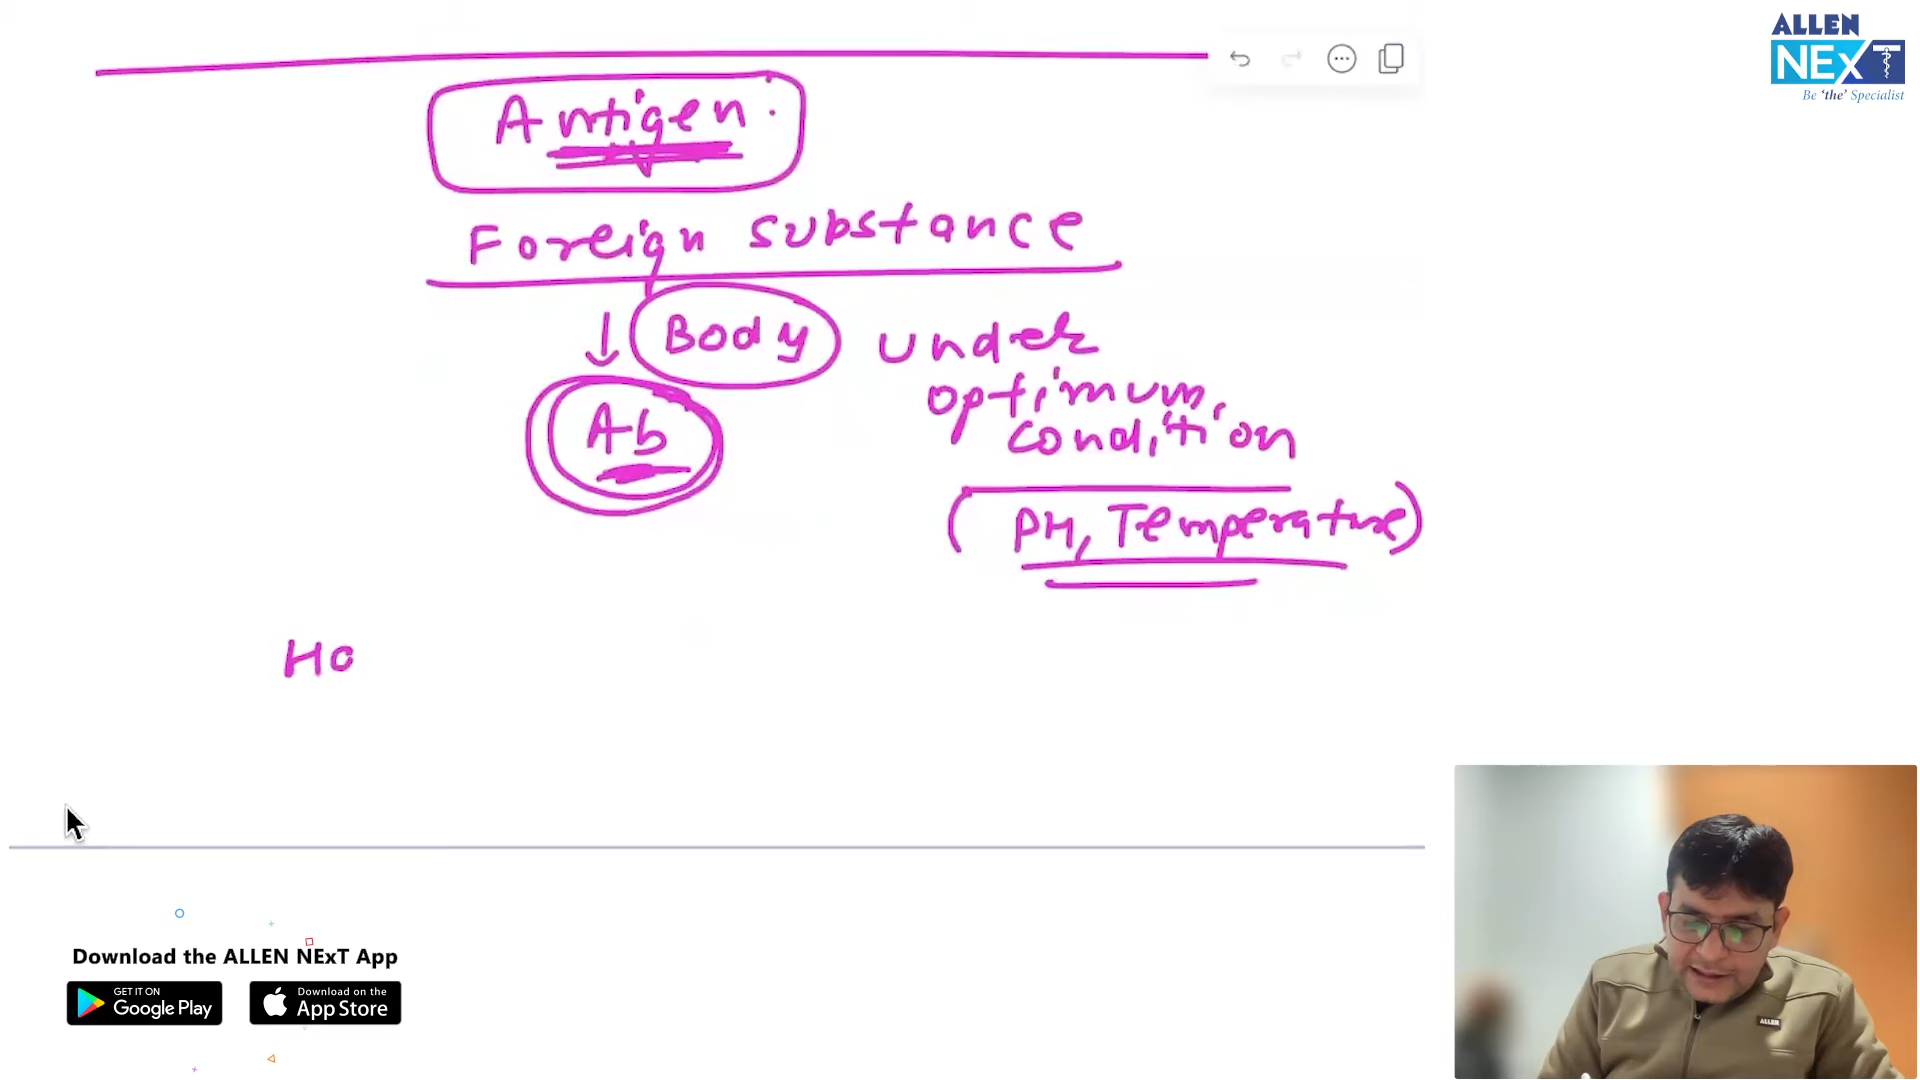 ALLEN
NEXT
Be 'the' Specialist
Antigen.
Foreign substance
Body under
optimum
condition
Ab
(PH, Temperature)
Ho
Download the ALLEN NExT App
GET IT ON
Google Play
Download on the
App Store
ALLEN